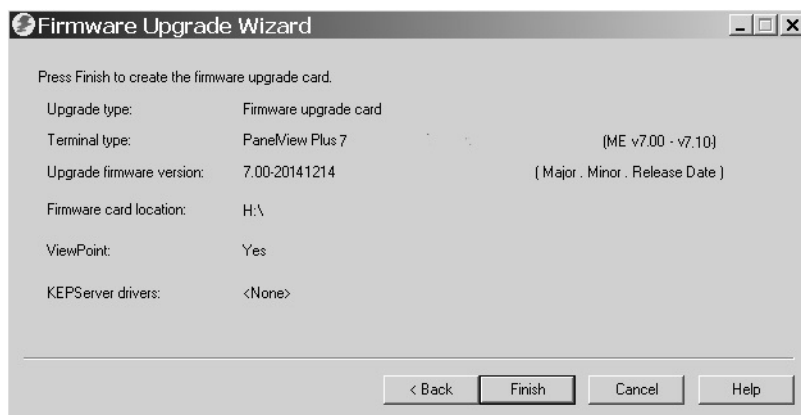 Firmware Upgrade Wizard
Press Finish to create the firmware upgrade card.
Upgrade type: Firmware upgrade card
Terminal type: PanelView Plus 7 (ME v7.00 - v7.10)
Upgrade firmware version: 7.00-20141214 ( Major . Minor . Release Date )
Firmware card location: H:\
ViewPoint: Yes
KEPServer drivers: <None>
< Back Finish Cancel Help